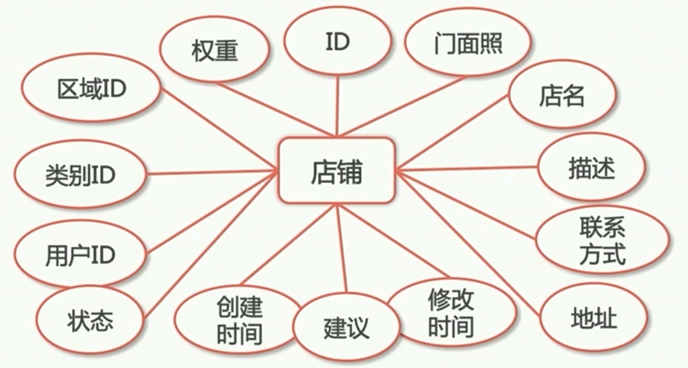 权重
ID
门面照
区域ID
店名
类别ID
店铺
描述
用户ID
联系
方式
状态
创建
时间
建议
修改
时间
地址